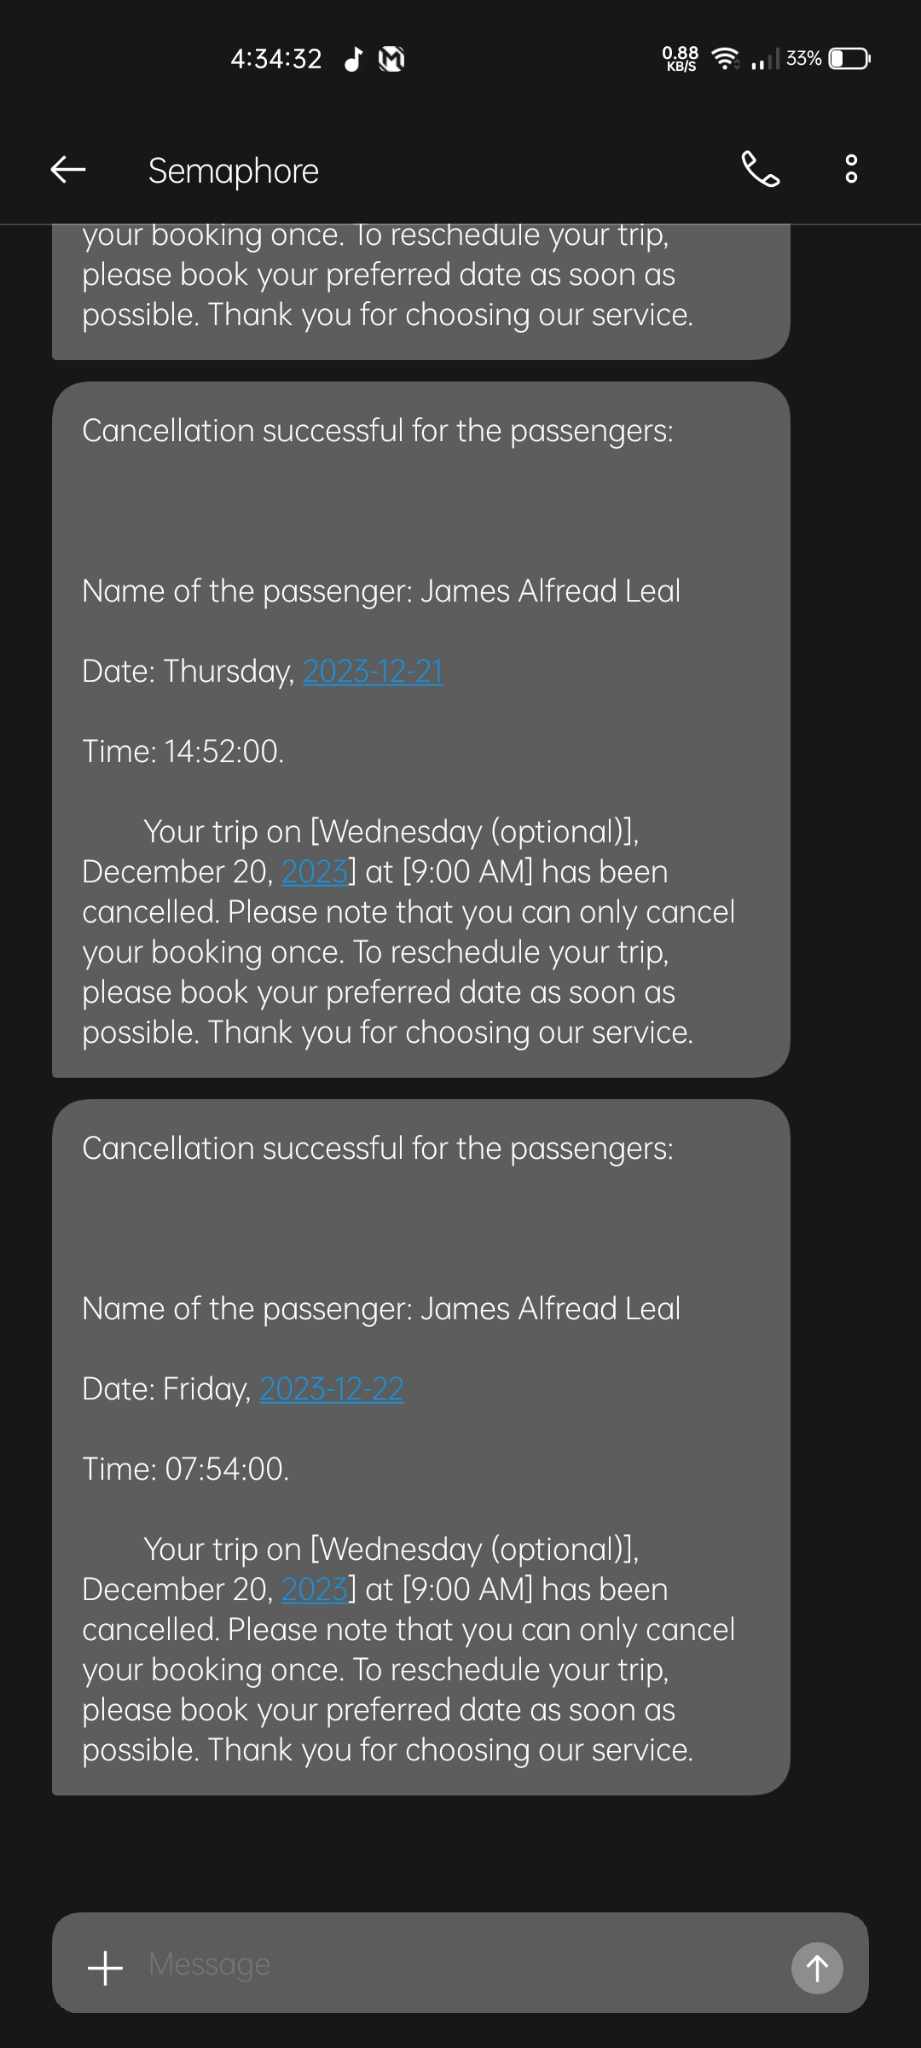 4:34:32
0.88
KB/S
33%
Semaphore
your booking once. To reschedule your trip,
please book your preferred date as soon as
possible. Thank you for choosing our service.
Cancellation successful for the passengers:
Name of the passenger: James Alfread Leal
Date: Thursday, 2023-12-21
Time: 14:52:00.
Your trip on [Wednesday (optional)],
December 20, 2023] at [9:00 AM] has been
cancelled. Please note that you can only cancel
your booking once. To reschedule your trip,
please book your preferred date as soon as
possible. Thank you for choosing our service.
Cancellation successful for the passengers:
Name of the passenger: James Alfread Leal
Date: Friday, 2023-12-22
Time: 07:54:00.
Your trip on [Wednesday (optional)],
December 20, 2023] at [9:00 AM] has been
cancelled. Please note that you can only cancel
your booking once. To reschedule your trip,
please book your preferred date as soon as
possible. Thank you for choosing our service.
Message